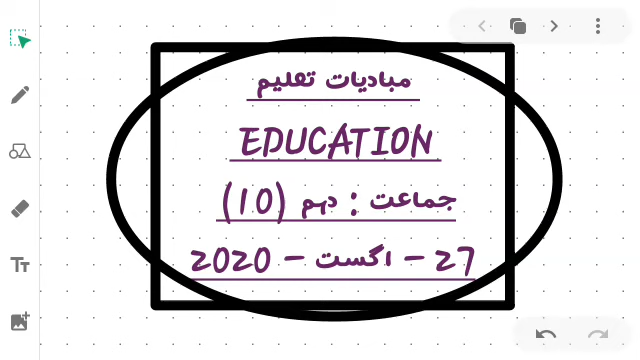 مبادیات تعلیم
EDUCATION
جماعت : دہم (10)
27 - اگست - 2020